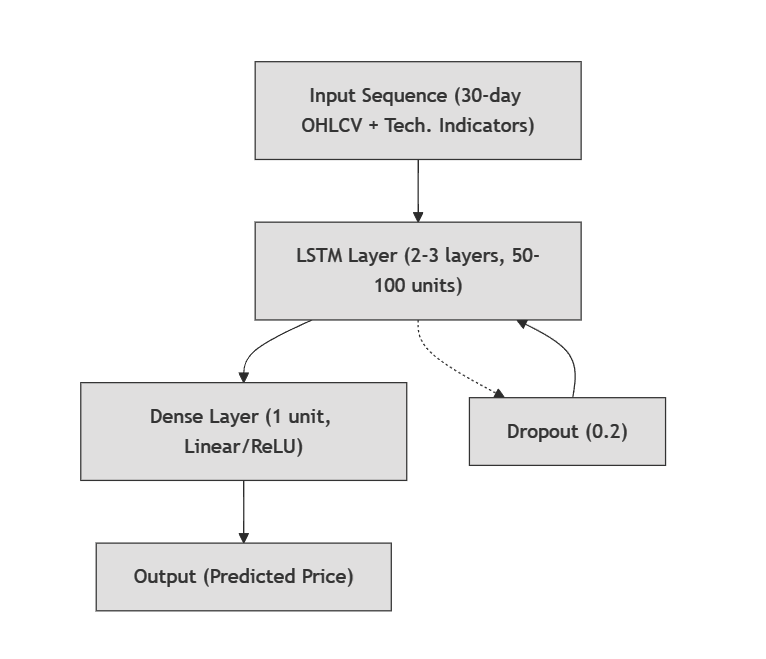 Input Sequence (30-day
OHLCV + Tech. Indicators)
LSTM Layer (2-3 layers, 50-
100 units)
Dense Layer (1 unit,
Linear/ReLU)
Dropout (0.2)
Output (Predicted Price)